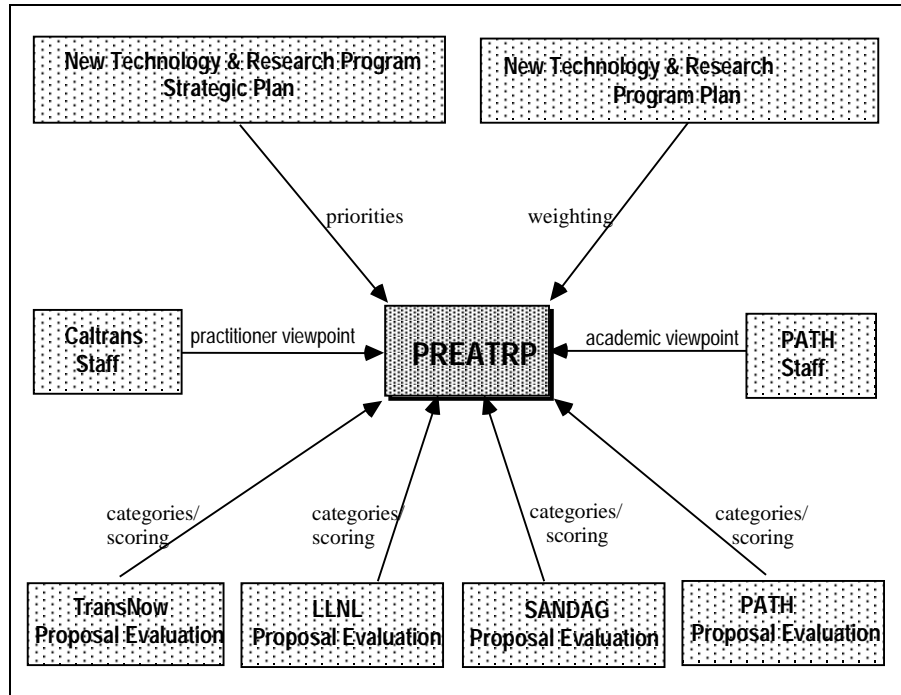 New Technology & Research Program
Strategic Plan
New Technology & Research
Program Plan
priorities
weighting
Caltrans
Staff
practitioner viewpoint
PREATRP
academic viewpoint
PATH
Staff
categories/
scoring
categories/
scoring
categories/
scoring
categories/
scoring
TransNow
Proposal Evaluation
LLNL
Proposal Evaluation
SANDAG
Proposal Evaluation
PATH
Proposal Evaluation